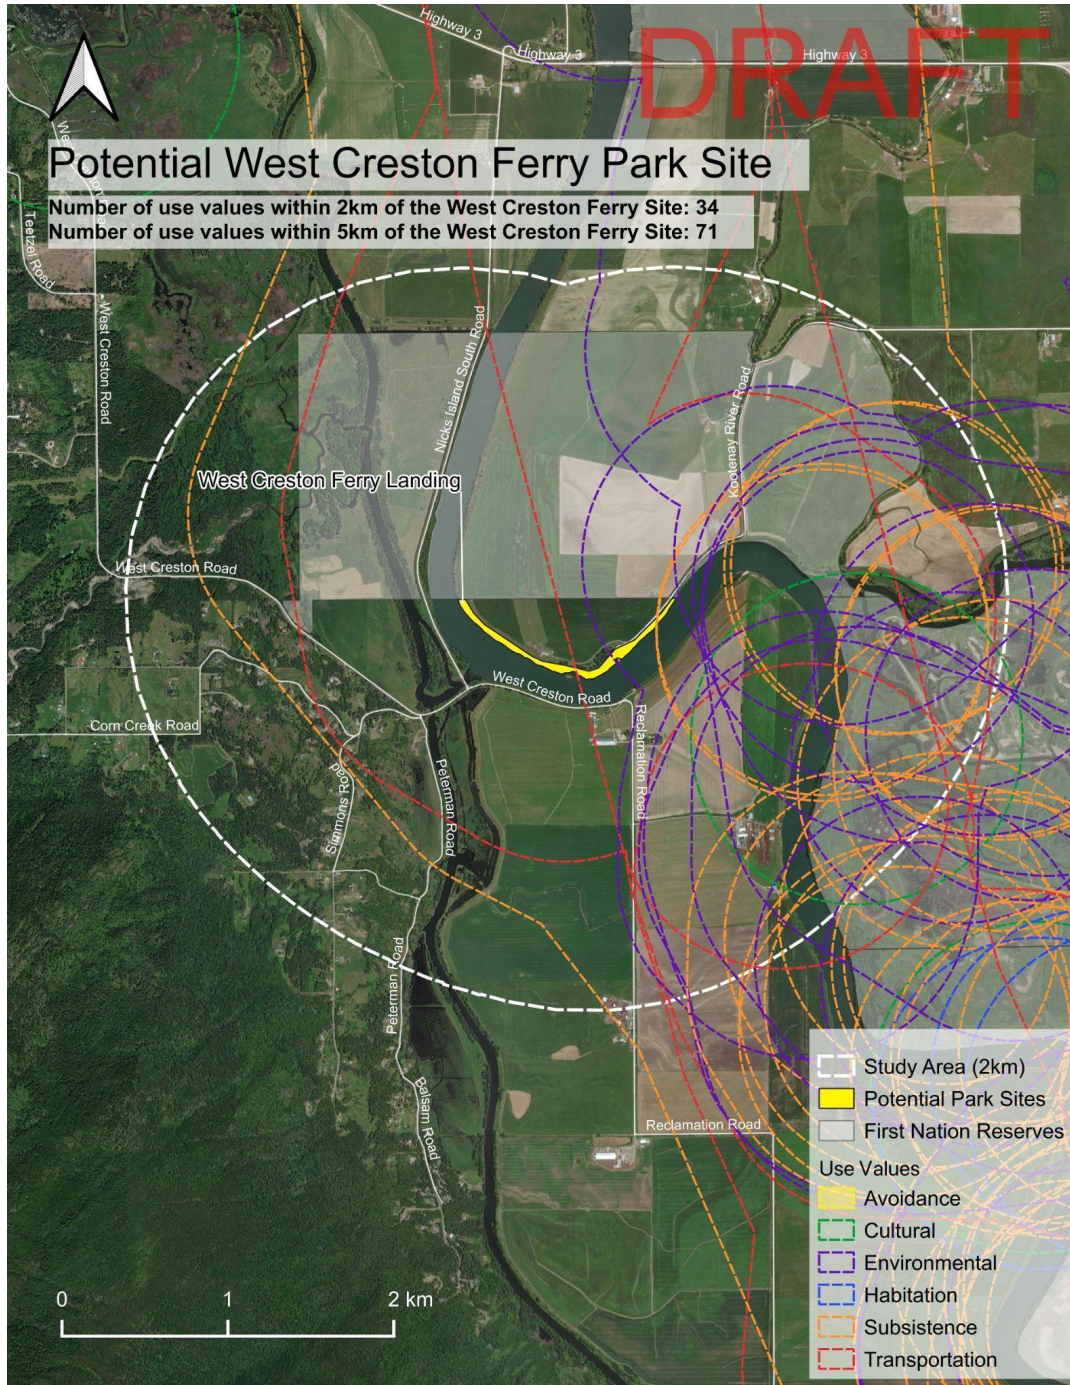 Highway 3
Highway 3
Highway 3
DRAFT
Potential West Creston Ferry Park Site
Number of use values within 2km of the West Creston Ferry Site: 34
Number of use values within 5km of the West Creston Ferry Site: 71
Teetzel Road
West Creston Road
Nicks Island South Road
Kootenay River Road
West Creston Ferry Landing
West Creston Road
West Creston Road
Corn Creek Road
Reclamation Road
Simmons Road
Peterman Road
Peterman Road
Balsam Road
Reclamation Road
Study Area (2km)
Potential Park Sites
First Nation Reserves
Use Values
Avoidance
Cultural
Environmental
Habitation
Subsistence
Transportation
0 1 2 km